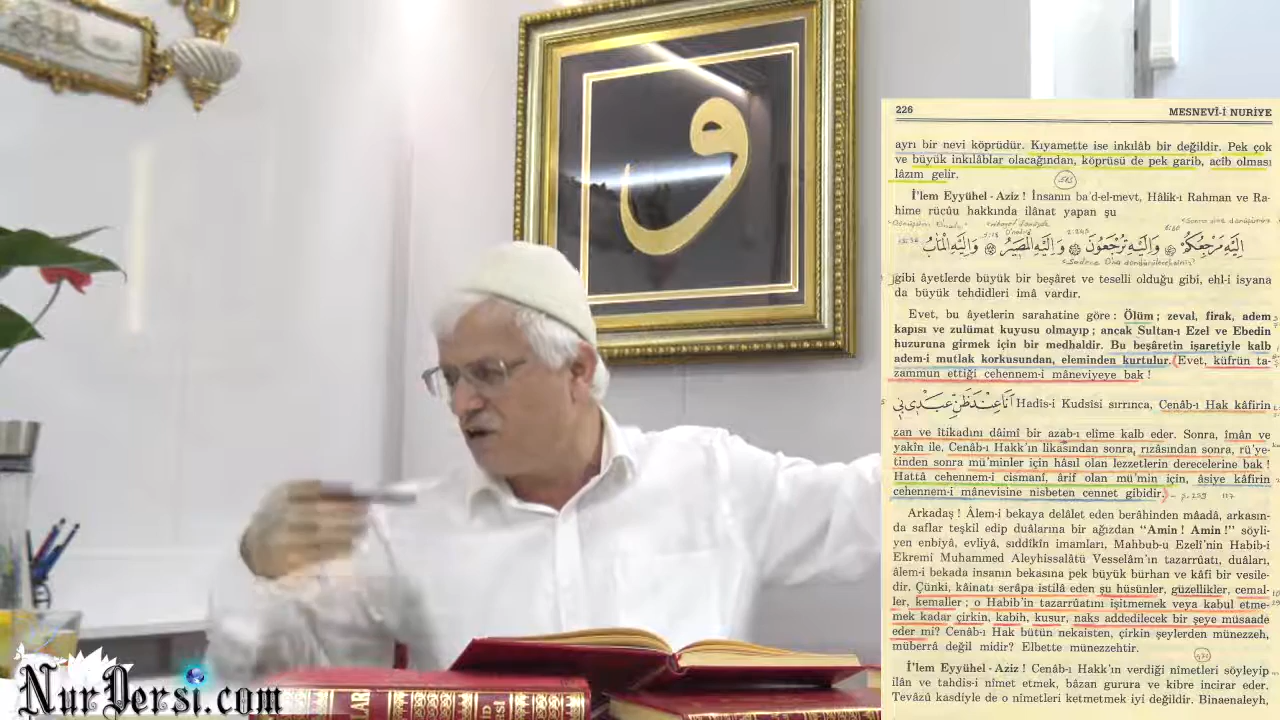 و
226
MESNEVÎ-İ NURİYE
ayrı bir nevi köprüdür. Kıyamette ise inkılâb bir değildir. Pek çok
ve büyük inkılâblar olacağından, köprüsü de pek garib, acib olması
lâzım gelir.
İ'lem Eyyühel - Aziz ! İnsanın ba'd-el-mevt, Hâlik-ı Rahman ve Ra-
hime rücûu hakkında ilânat yapan şu
اِلَيْهِ مَرْجِعُكُمْ ۞ وَاِلَيْهِ تُرْجَعُونَ ۞ وَاِلَيْهِ الْمَصِيرُ ۞ وَاِلَيْهِ الْمَاٰبُ
gibi âyetlerde büyük bir beşâret ve teselli olduğu gibi, ehl-i isyana
da büyük tehdidleri imâ vardır.
Evet, bu âyetlerin sarahatine göre : Ölüm ; zeval, firak, adem
kapısı ve zulümat kuyusu olmayıp ; ancak Sultan-ı Ezel ve Ebedin
huzuruna girmek için bir medhaldir. Bu beşâretin işaretiyle kalb
adem-i mutlak korkusundan, eleminden kurtulur. (Evet, küfrün ta-
zammun ettiği cehennem-i mâneviyeye bak !
اَنَا عِنْدَ ظَنِّ عَبْدِى بِى Hadîs-i Kudsîsi sırrınca, Cenâb-ı Hak kâfirin
zan ve îtikadını dâimî bir azab-ı elîme kalb eder. Sonra, îmân ve
yakîn ile, Cenâb-ı Hakk'ın likasından sonra, rızâsından sonra, rü'ye-
tinden sonra mü'minler için hâsıl olan lezzetlerin derecelerine bak !
Hattâ cehennem-i cismanî, ârif olan mü'min için, âsiye kâfirin
cehennem-i mânevisine nisbeten cennet gibidir.)
Arkadaş ! Âlem-i bekaya delâlet eden berâhinden mâadâ, arkasın-
da saflar teşkil edip duâlarına bir ağızdan "Amin ! Amin !" söyli-
yen enbiyâ, evliyâ, sıddîkîn imamları, Mahbub-u Ezelî'nin Habib-i
Ekremi Muhammed Aleyhissalâtü Vesselâm'ın tazarruâtı, duâları,
âlem-i bekada insanın bekasına pek büyük bürhan ve kâfi bir vesile-
dir. Çünki, kâinatı serâpa istilâ eden şu hüsünler, güzellikler, cemal-
ler, kemaller ; o Habib'in tazarruâtını işitmemek veya kabul etme-
mek kadar çirkin, kabih, kusur, naks addedilecek bir şeye müsaade
eder mi? Cenâb-ı Hak bütün nekaisten, çirkin şeylerden münezzeh,
müberrâ değil midir? Elbette münezzehtir.
İ'lem Eyyühel - Aziz ! Cenâb-ı Hakk'ın verdiği nîmetleri söyleyip
ilân ve tahdis-i nîmet etmek, bâzan gurura ve kibre incirar eder.
Tevâzû kasdiyle de o nîmetleri ketmetmek iyi değildir. Binaenaleyh,
NurDersi.com